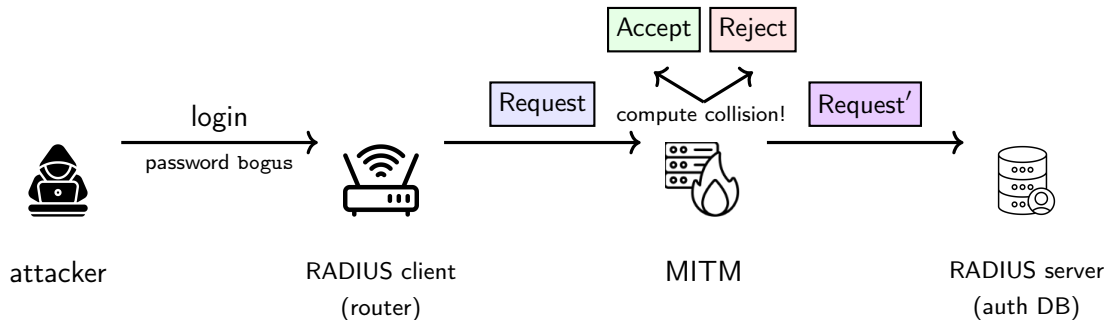 Accept
Reject
login
Request
compute collision!
Request′
password bogus
attacker
RADIUS client
(router)
MITM
RADIUS server
(auth DB)